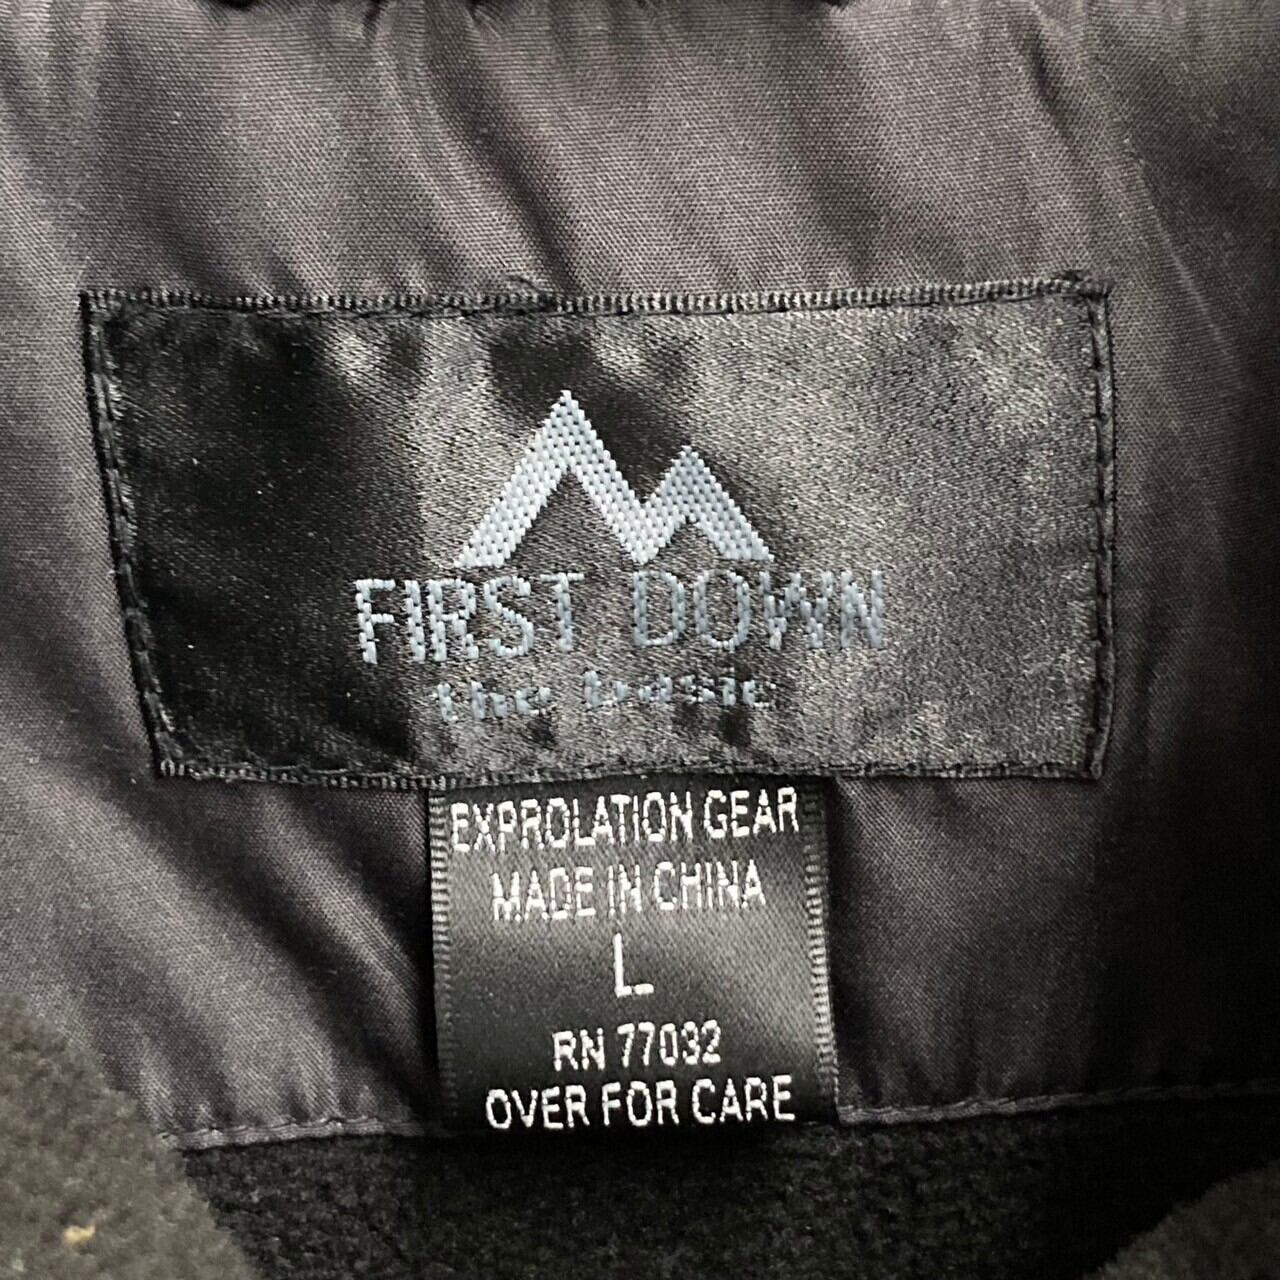 FIRST DOWN
the basic
EXPROLATION GEAR
MADE IN CHINA
L
RN 77032
OVER FOR CARE